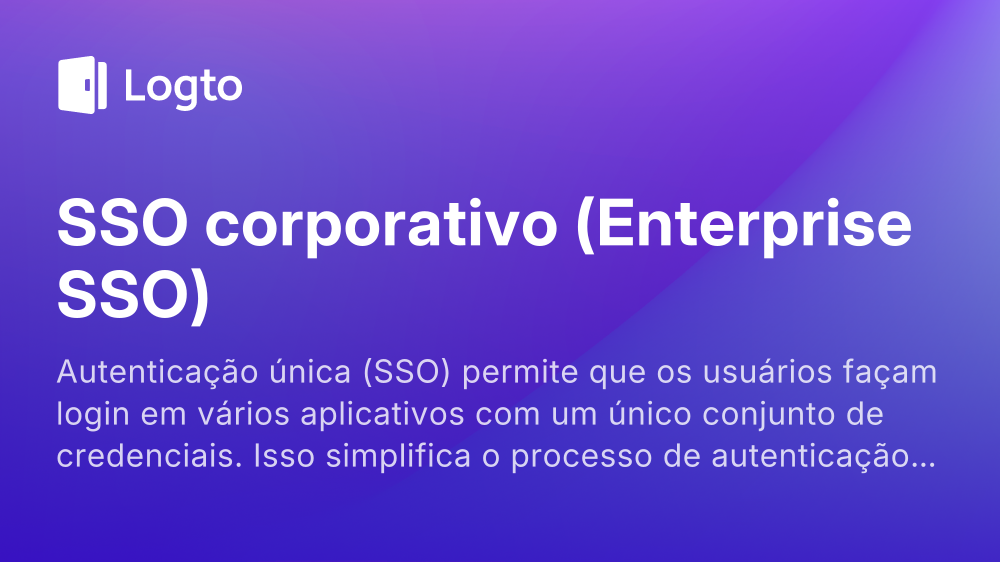 Logto
SSO corporativo (Enterprise
SSO)
Autenticação única (SSO) permite que os usuários façam
login em vários aplicativos com um único conjunto de
credenciais. Isso simplifica o processo de autenticação...